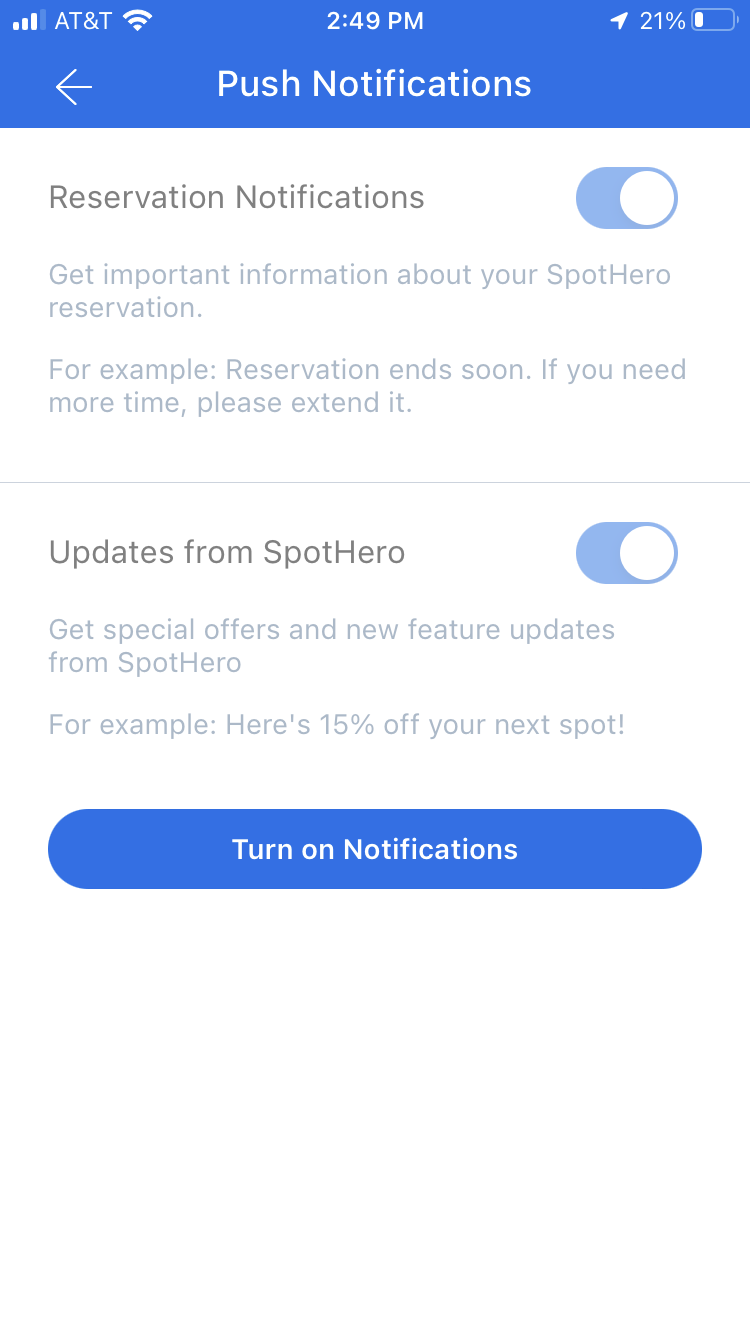 AT&T 2:49 PM 21%
Push Notifications
Reservation Notifications
Get important information about your SpotHero
reservation.
For example: Reservation ends soon. If you need
more time, please extend it.
Updates from SpotHero
Get special offers and new feature updates
from SpotHero
For example: Here's 15% off your next spot!
Turn on Notifications